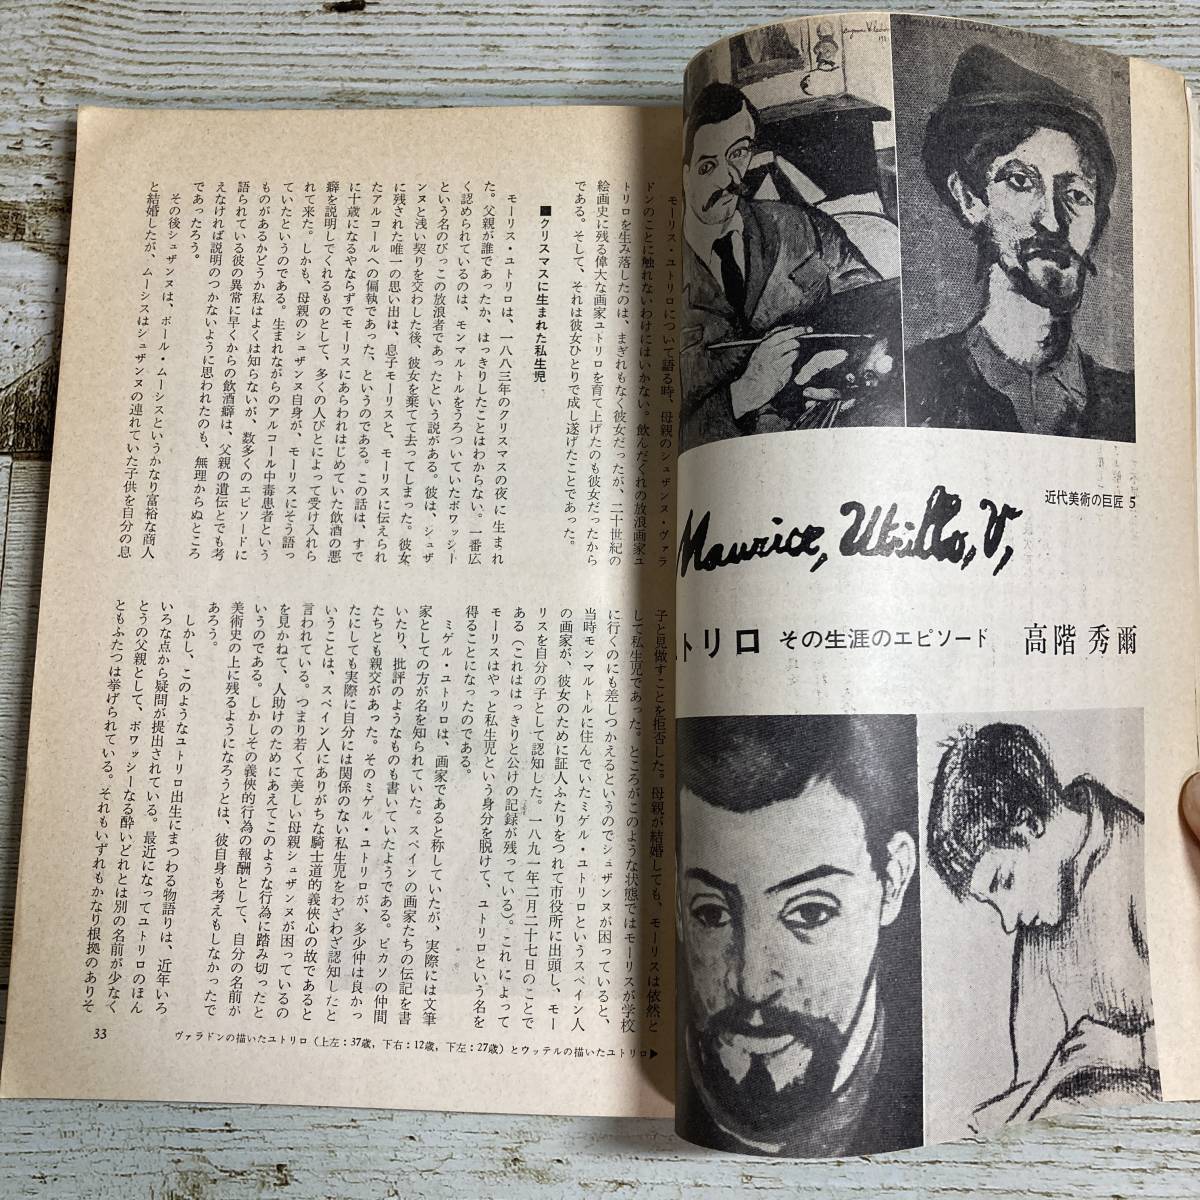 近代美術の巨匠 5
Maurice, Utrillo, V,
トリロ その生涯のエピソード 高階 秀爾
モーリス・ユトリロについて語る時、母親のシュザンヌ・ヴァラ
ドンのことに触れないわけにはいかない。飲んだくれの放浪画家ユ
トリロを生み落したのは、まぎれもなく彼女だったが、二十世紀の
絵画史に残る偉大な画家ユトリロを育て上げたのも彼女だったから
である。そして、それは彼女ひとりで成し遂げたことであった。
■クリスマスに生まれた私生児
モーリス・ユトリロは、一八八三年のクリスマスの夜に生まれ
た。父親が誰であったか、はっきりしたことはわからない。一番広
く認められているのは、モンマルトルをうろついていたボワッシー
という名のびっこの放浪者であったという説がある。彼は、シュザ
ンヌと浅い契りを交わした後、彼女を棄てて去ってしまった。彼女
に残された唯一の思い出は、息子モーリスと、モーリスに伝えられ
たアルコールへの偏執であった、というのである。この話は、すで
に十歳になるやならずでモーリスにあらわれはじめていた飲酒の悪
癖を説明してくれるものとして、多くの人びとによって受け入れら
れて来た。しかも、母親のシュザンヌ自身が、モーリスにそう語っ
ていたというのである。生まれながらのアルコール中毒患者という
ものがあるかどうか私はよくは知らないが、数多くのエピソードに
語られている彼の異常に早くからの飲酒癖は、父親の遺伝とでも考
えなければ説明のつかないように思われたのも、無理からぬところ
であったろう。
その後シュザンヌは、ポール・ムーシスというかなり富裕な商人
と結婚したが、ムーシスはシュザンヌの連れていた子供を自分の息
子と見做すことを拒否した。母親が結婚しても、モーリスは依然と
して私生児であった。ところがこのような状態ではモーリスが学校
に行くのにも差しつかえるというのでシュザンヌが困っていると、
当時モンマルトルに住んでいたミゲル・ユトリロというスペイン人
の画家が、彼女のために証人ふたりをつれて市役所に出頭し、モー
リスを自分の子として認知した。一八九一年二月二十七日のことで
ある（これははっきりと公けの記録が残っている）。これによって
モーリスはやっと私生児という身分を脱けて、ユトリロという名を
得ることになったのである。
ミゲル・ユトリロは、画家であると称していたが、実際には文筆
家としての方が名を知られていた。スペインの画家たちの伝記を書
いたり、批評のようなものも書いていたようである。ピカソの仲間
たちとも親交があった。そのミゲル・ユトリロが、多少仲は良かっ
たにしても実際に自分には関係のない私生児をわざわざ認知したと
いうことは、スペイン人にありがちな騎士道的義侠心の故であると
言われている。つまり若くて美しい母親シュザンヌが困っているの
を見かねて、人助けのためにあえてこのような行為に踏み切ったと
いうのである。しかしその義侠的行為の報酬として、自分の名前が
美術史の上に残るようになろうとは、彼自身も考えもしなかったで
あろう。
しかし、このようなユトリロ出生にまつわる物語りは、近年いろ
いろな点から疑問が提出されている。最近になってユトリロのほん
とうの父親として、ボワッシーなる酔いどれとは別の名前が少なく
ともふたつは挙げられている。それもいずれもかなり根拠のありそ
ヴァラドンの描いたユトリロ（上左：37歳, 下右：12歳, 下左：27歳）とウッテルの描いたユトリロ▶
33